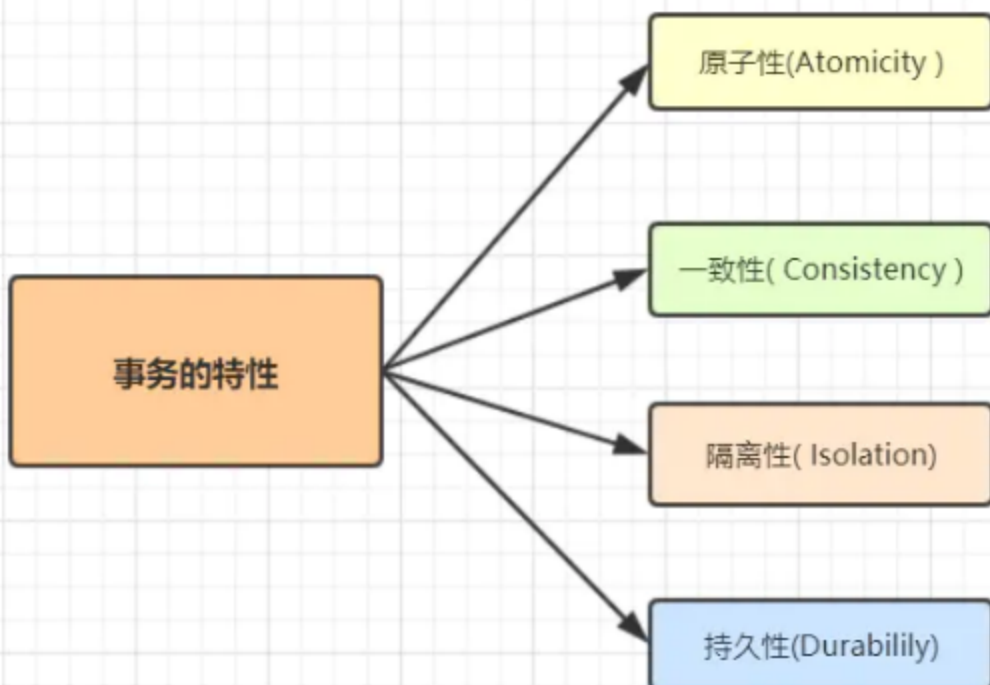 原子性(Atomicity )
一致性( Consistency )
事务的特性
隔离性( Isolation)
持久性(Durabilily)